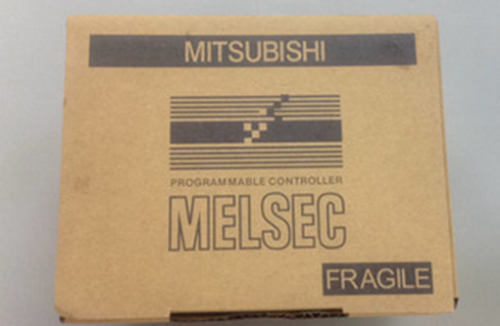 MITSUBISHI
PROGRAMMABLE CONTROLLER
MELSEC
FRAGILE